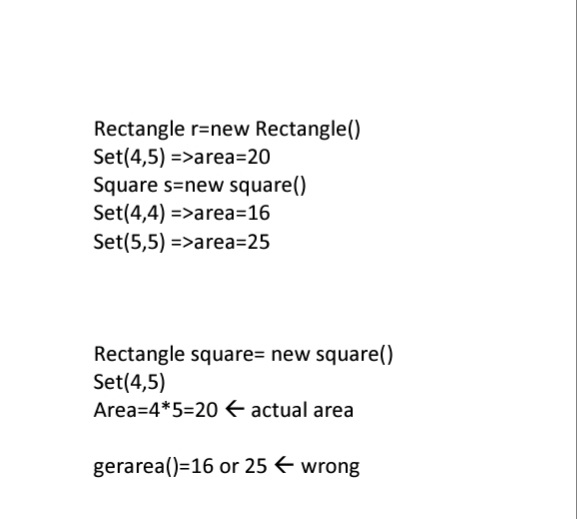 Rectangle r=new Rectangle()
Set(4,5) =>area=20
Square s=new square()
Set(4,4) =>area=16
Set(5,5) =>area=25
Rectangle square= new square()
Set(4,5)
Area=4*5=20 ← actual area
gerarea()=16 or 25 ← wrong